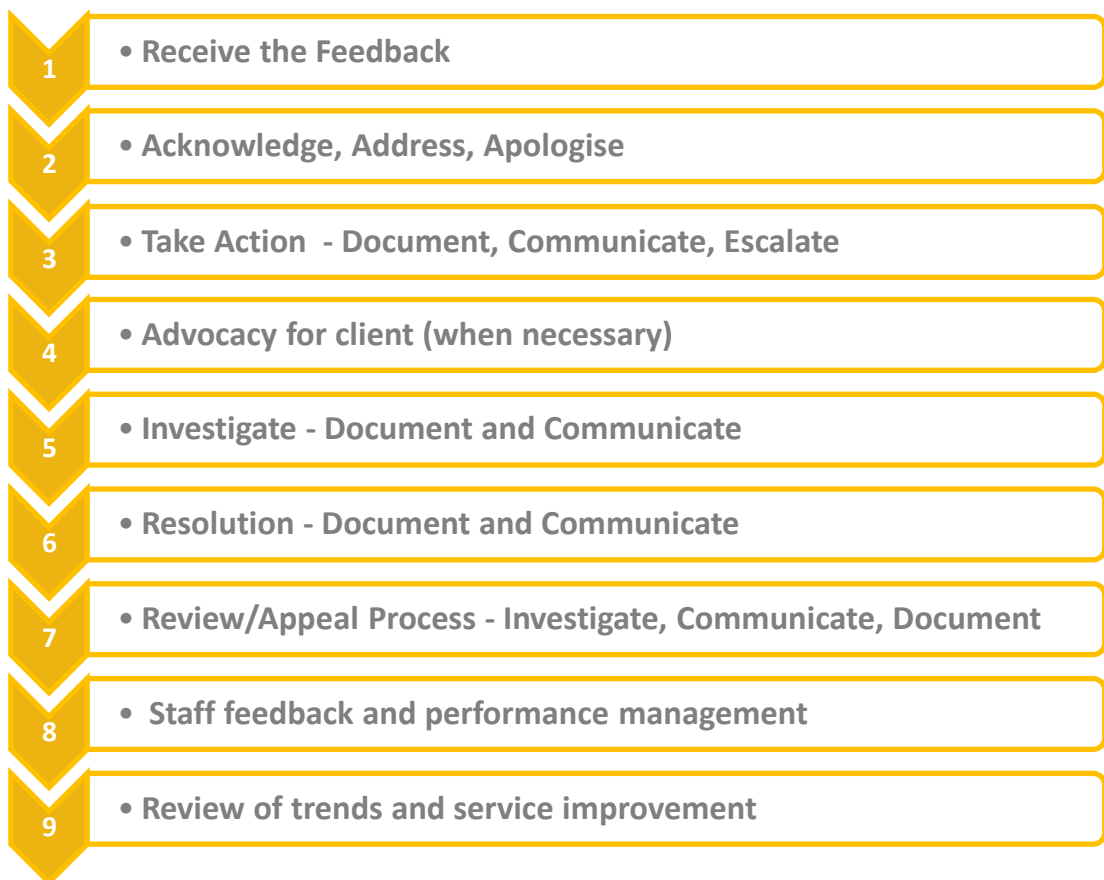 1
• Receive the Feedback
2
• Acknowledge, Address, Apologise
3
• Take Action - Document, Communicate, Escalate
4
• Advocacy for client (when necessary)
5
• Investigate - Document and Communicate
6
• Resolution - Document and Communicate
7
• Review/Appeal Process - Investigate, Communicate, Document
8
• Staff feedback and performance management
9
• Review of trends and service improvement